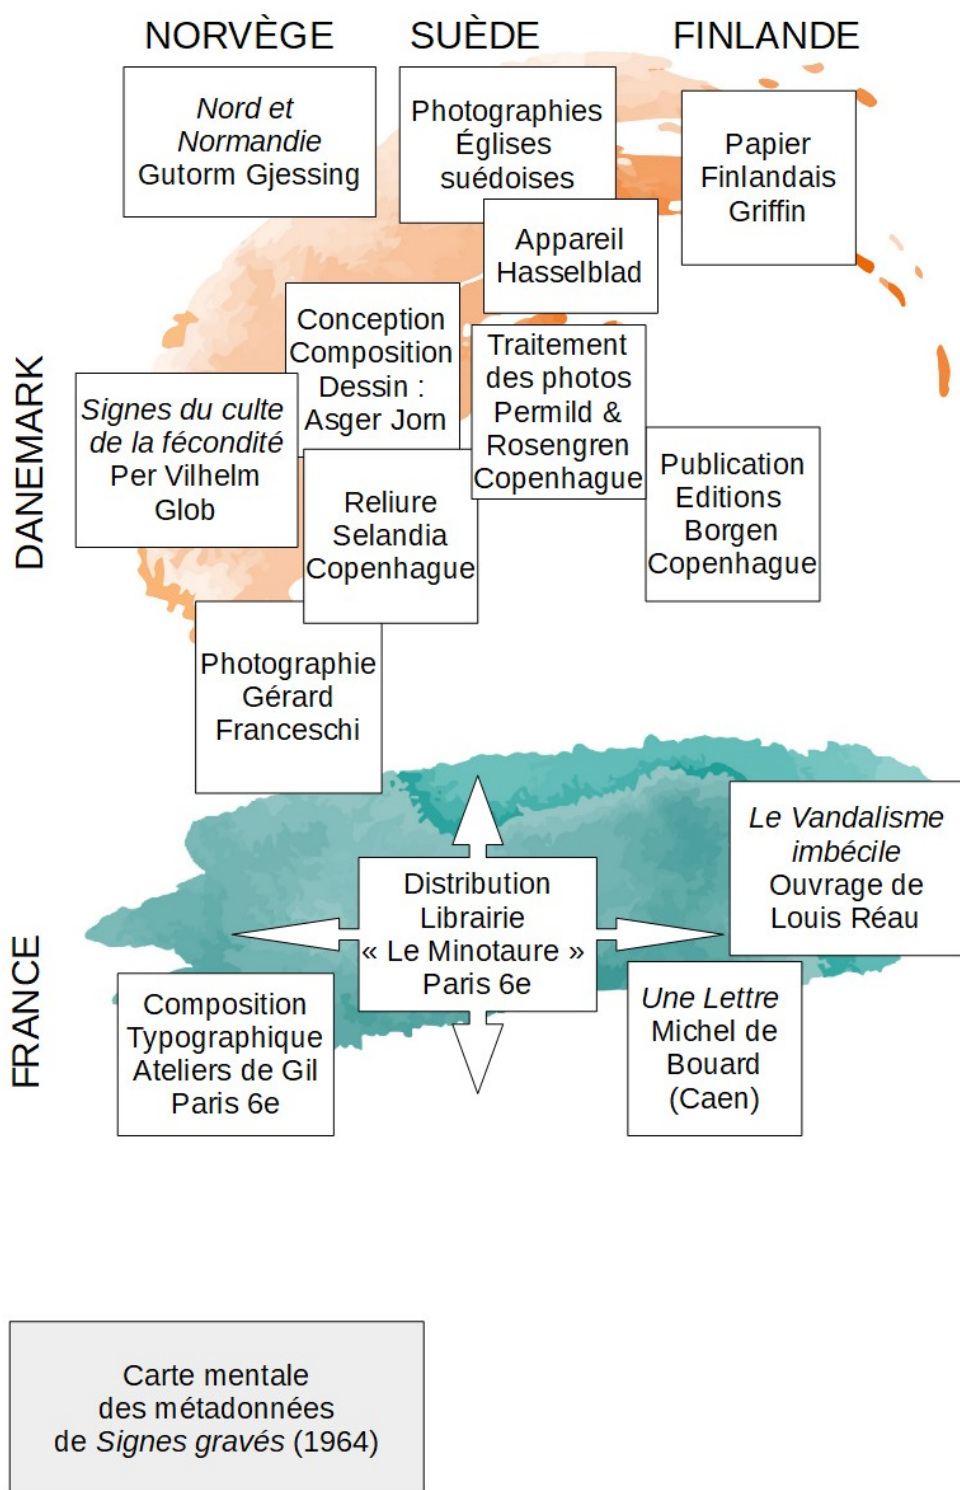 NORVÈGE
SUÈDE
FINLANDE
Nord et
Normandie
Gutorm Gjessing
Photographies
Églises
suédoises
Papier
Finlandais
Griffin
Appareil
Hasselblad
DANEMARK
Conception
Composition
Dessin :
Asger Jorn
Traitement
des photos
Permild &
Rosengren
Copenhague
Signes du culte
de la fécondité
Per Vilhelm
Glob
Publication
Editions
Borgen
Copenhague
Reliure
Selandia
Copenhague
Photographie
Gérard
Franceschi
FRANCE
Le Vandalisme
imbécile
Ouvrage de
Louis Réau
Distribution
Librairie
« Le Minotaure »
Paris 6e
Composition
Typographique
Ateliers de Gil
Paris 6e
Une Lettre
Michel de
Bouard
(Caen)
Carte mentale
des métadonnées
de Signes gravés (1964)